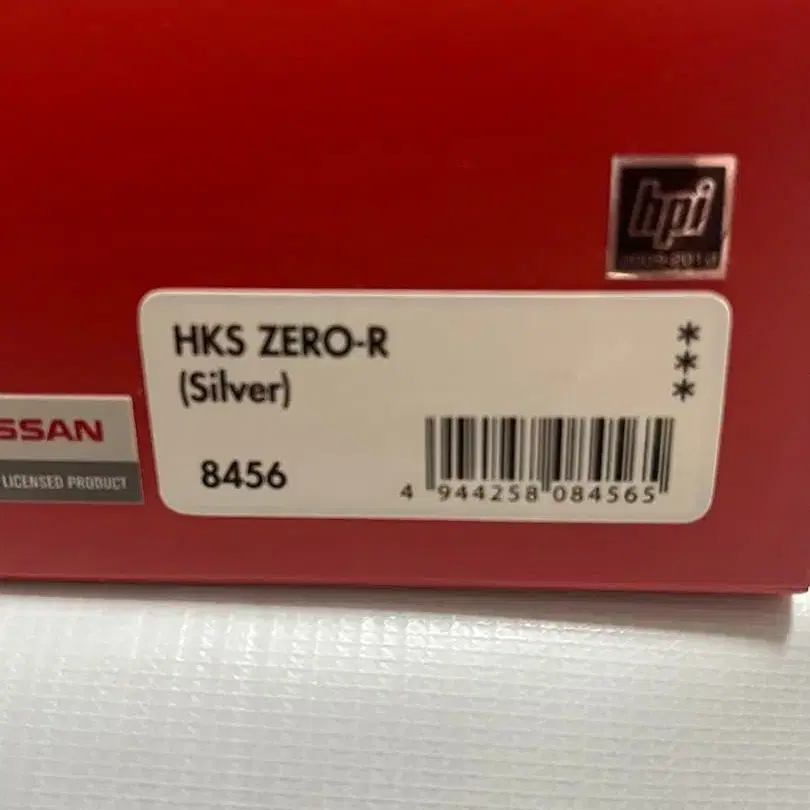 hpi
HKS ZERO-R
(Silver)
***
SSAN
LICENSED PRODUCT
8456
4 944258 084565